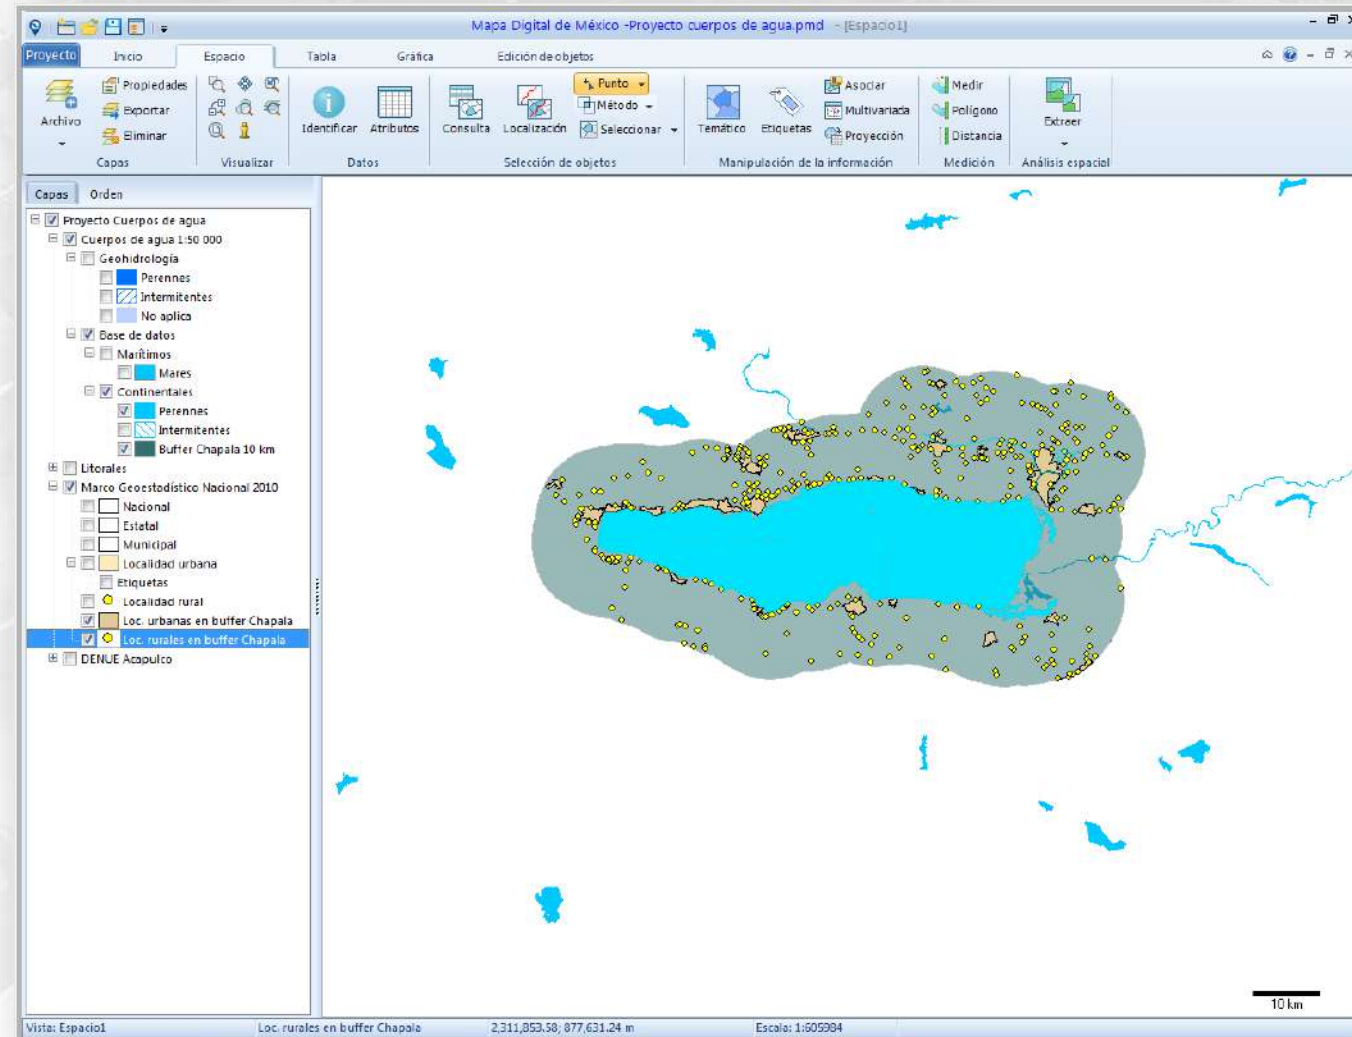 Mapa Digital de México -Proyecto cuerpos de agua.pmd - [Espacio1]
Proyecto Inicio Espacio Tabla Gráfica Edición de objetos
Archivo
Propiedades
Exportar
Eliminar
Capas
Visualizar
Identificar Atributos
Datos
Consulta Localización
Punto
Método
Seleccionar
Selección de objetos
Temático Etiquetas
Asociar
Multivariada
Proyección
Manipulación de la información
Medir
Polígono
Distancia
Medición
Extraer
Análisis espacial
Capas Orden
Proyecto Cuerpos de agua
Cuerpos de agua 1:50 000
Geohidrología
Perennes
Intermitentes
No aplica
Base de datos
Marítimos
Mares
Continentales
Perennes
Intermitentes
Buffer Chapala 10 km
Litorales
Marco Geoestadístico Nacional 2010
Nacional
Estatal
Municipal
Localidad urbana
Etiquetas
Localidad rural
Loc. urbanas en buffer Chapala
Loc. rurales en buffer Chapala
DENUE Acapulco
10 km
Vista: Espacio1 Loc. rurales en buffer Chapala 2,311,853.58; 877,631.24 m Escala: 1:605984